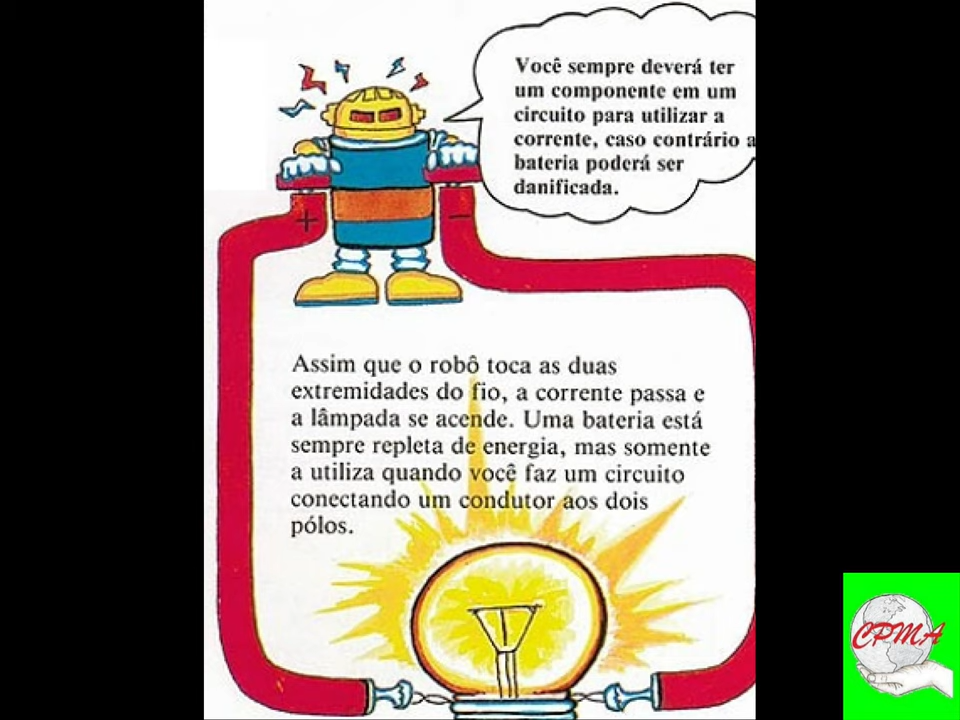 Você sempre deverá ter
um componente em um
circuito para utilizar a
corrente, caso contrário a
bateria poderá ser
danificada.
+
−
Assim que o robô toca as duas
extremidades do fio, a corrente passa e
a lâmpada se acende. Uma bateria está
sempre repleta de energia, mas somente
a utiliza quando você faz um circuito
conectando um condutor aos dois
pólos.
CPMA